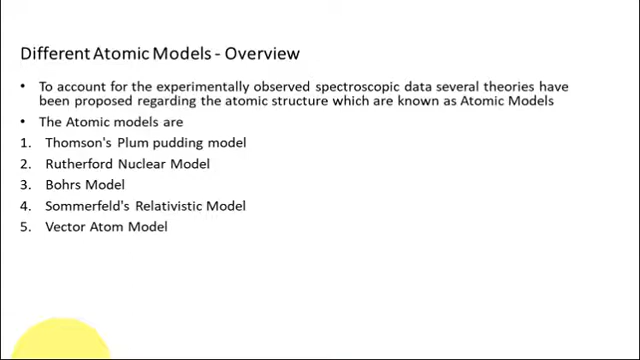 Different Atomic Models - Overview
• To account for the experimentally observed spectroscopic data several theories have
been proposed regarding the atomic structure which are known as Atomic Models
• The Atomic models are
1. Thomson's Plum pudding model
2. Rutherford Nuclear Model
3. Bohrs Model
4. Sommerfeld's Relativistic Model
5. Vector Atom Model